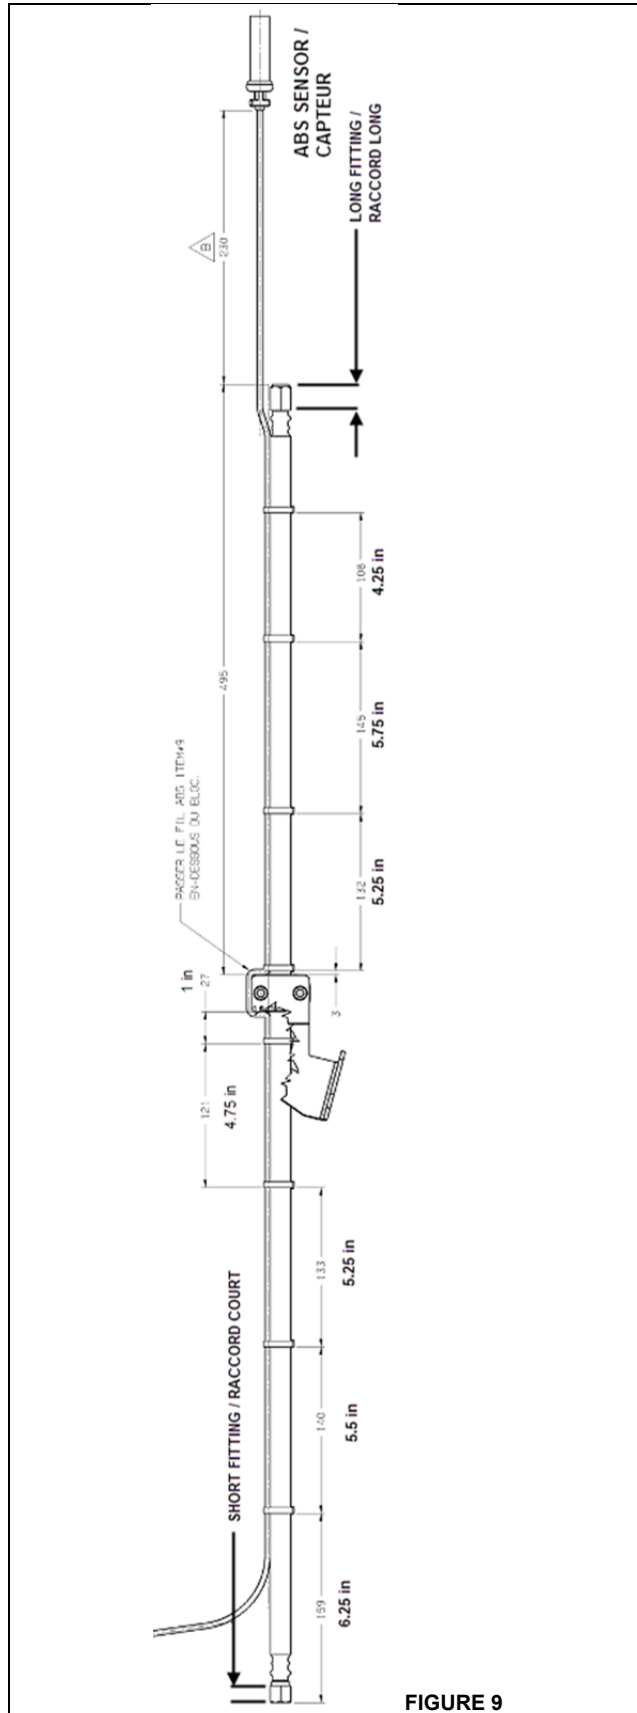 ABS SENSOR /
CAPTEUR
LONG FITTING /
RACCORD LONG
B
230
495
108
4.25 in
145
5.75 in
132
5.25 in
PASSER LE FIL ABS ITEM#9
EN-DESSOUS DU BLOC.
1 in
27
3
121
4.75 in
133
5.25 in
140
5.5 in
159
6.25 in
SHORT FITTING / RACCORD COURT
FIGURE 9